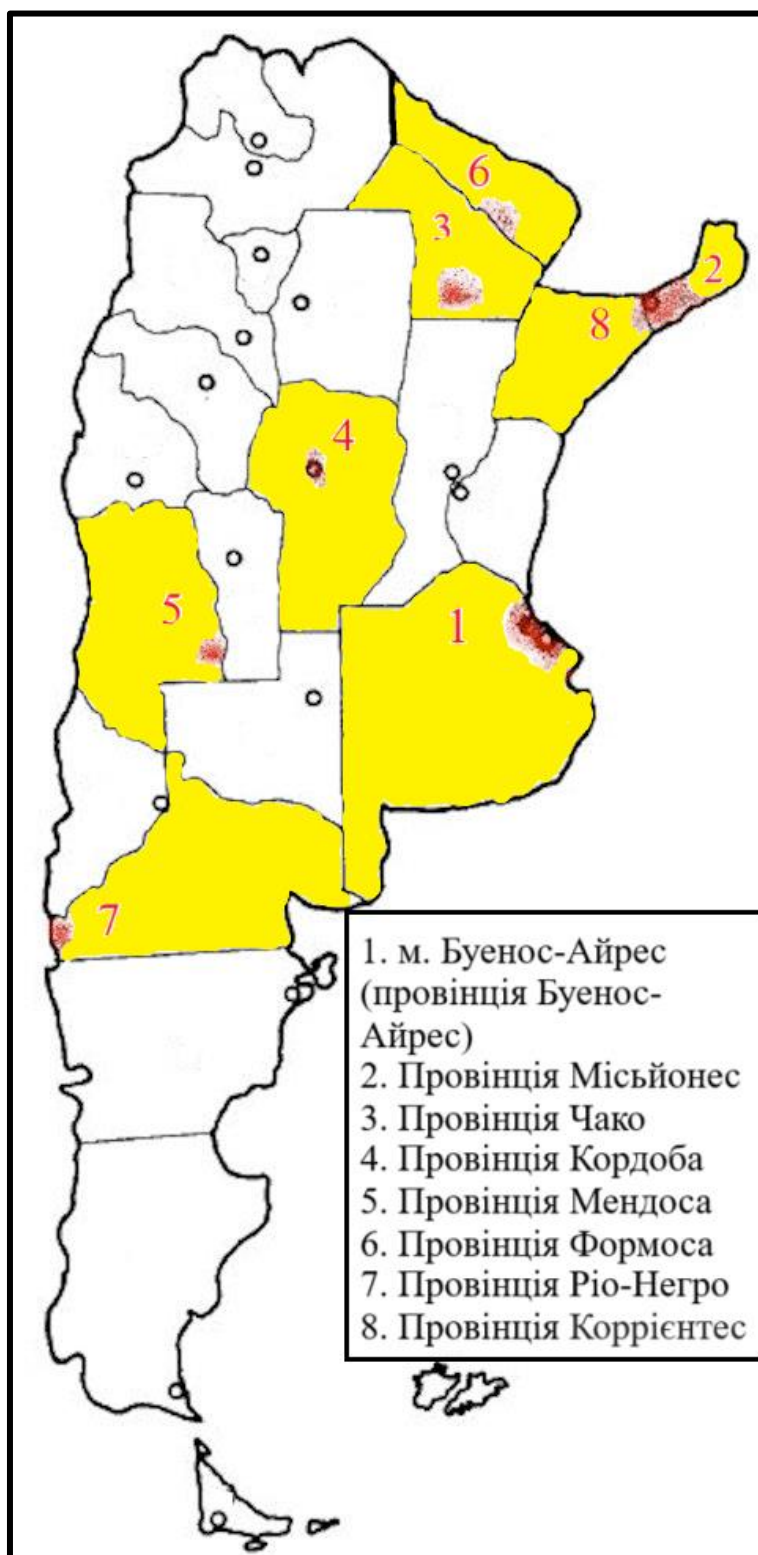 6
3
2
8
4
5
1
7
1. м. Буенос-Айрес
(провінція Буенос-
Айрес)
2. Провінція Місьйонес
3. Провінція Чако
4. Провінція Кордоба
5. Провінція Мендоса
6. Провінція Формоса
7. Провінція Ріо-Негро
8. Провінція Коррієнтес